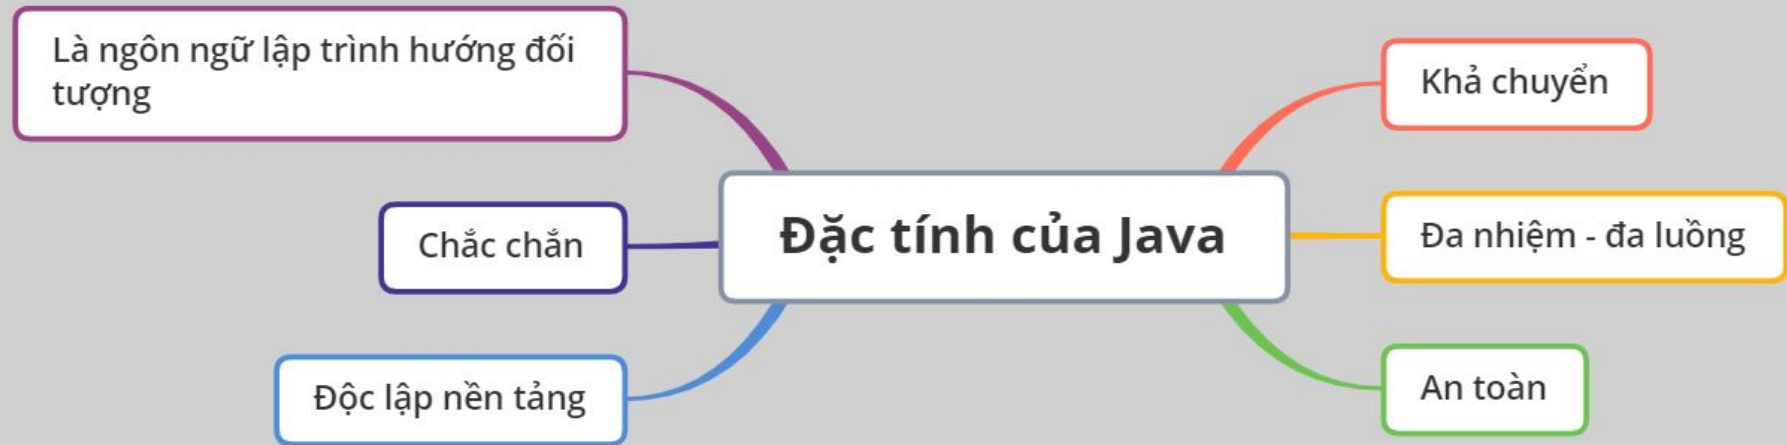 Là ngôn ngữ lập trình hướng đối
tượng
Khả chuyển
Đặc tính của Java
Chắc chắn
Đa nhiệm - đa luồng
Độc lập nền tảng
An toàn